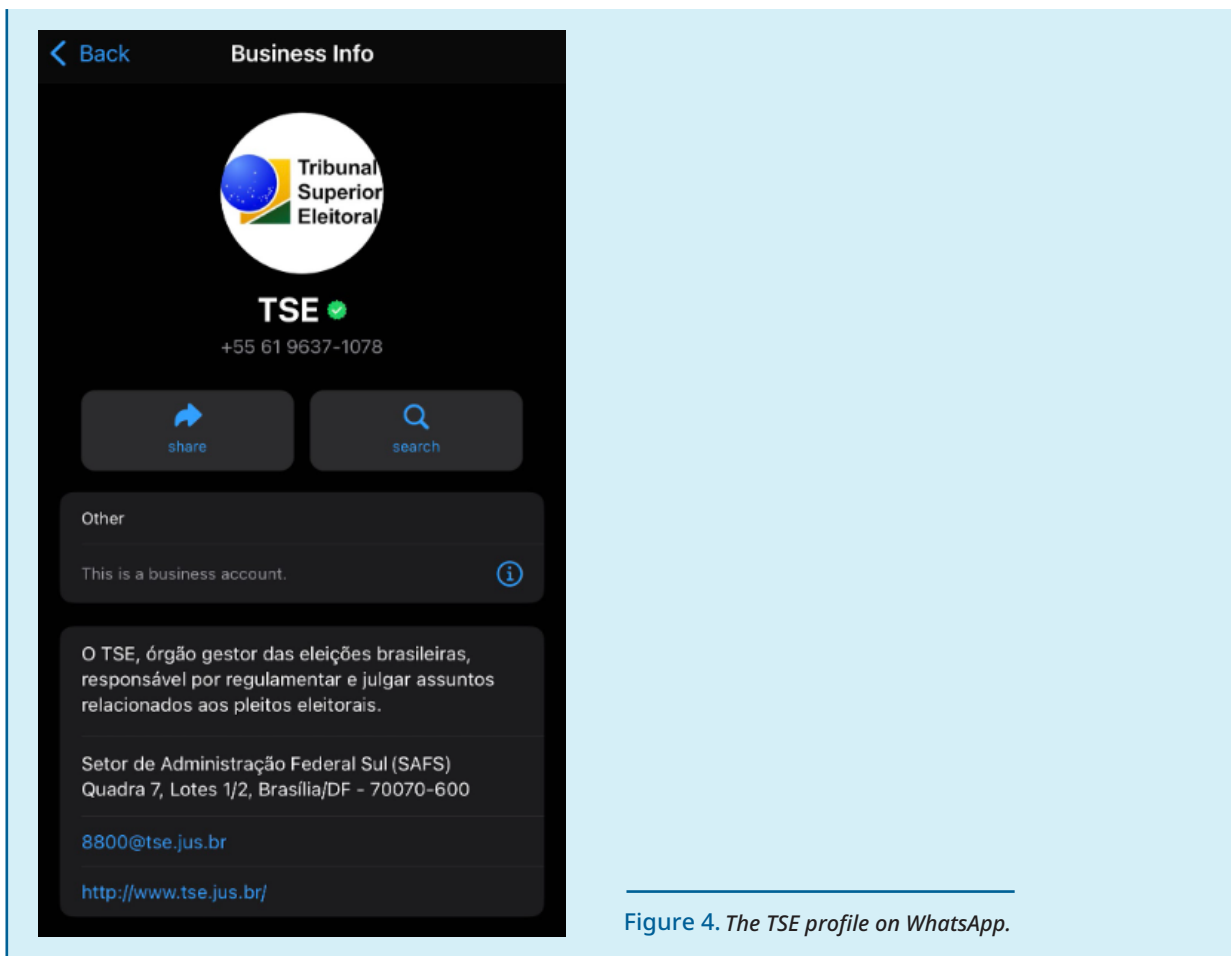 Back
Business Info
Tribunal
Superior
Eleitoral
TSE
+55 61 9637-1078
share
search
Other
This is a business account.
O TSE, órgão gestor das eleições brasileiras,
responsável por regulamentar e julgar assuntos
relacionados aos pleitos eleitorais.
Setor de Administração Federal Sul (SAFS)
Quadra 7, Lotes 1/2, Brasília/DF - 70070-600
8800@tse.jus.br
http://www.tse.jus.br/
Figure 4. The TSE profile on WhatsApp.